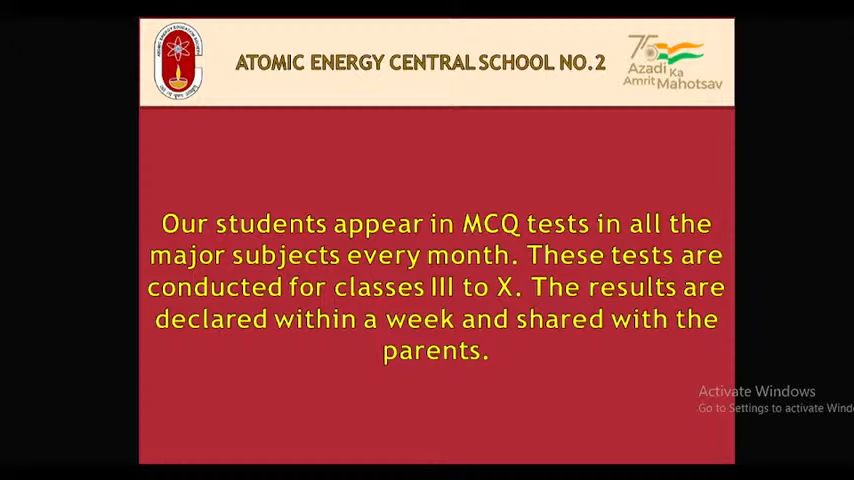 ATOMIC ENERGY CENTRAL SCHOOL NO.2
75
Azadi
Ka
Amrit Mahotsav
Our students appear in MCQ tests in all the
major subjects every month. These tests are
conducted for classes III to X. The results are
declared within a week and shared with the
parents.
Activate Windows
Go to Settings to activate Wind